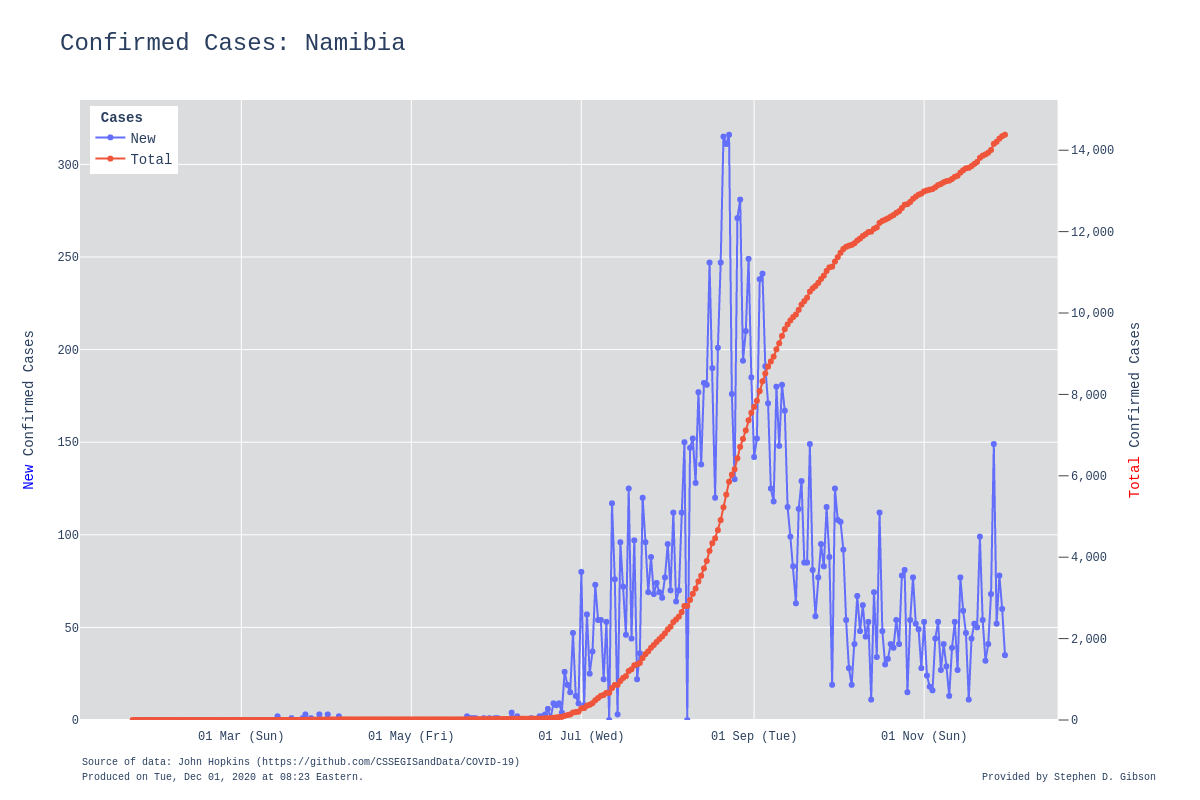 Confirmed Cases: Namibia
Cases
New
Total
300
250
200
150
100
50
0
14,000
12,000
10,000
8,000
6,000
4,000
2,000
0
New Confirmed Cases
Total Confirmed Cases
01 Mar (Sun) 01 May (Fri) 01 Jul (Wed) 01 Sep (Tue) 01 Nov (Sun)
Source of data: John Hopkins (https://github.com/CSSEGISandData/COVID-19)
Produced on Tue, Dec 01, 2020 at 08:23 Eastern.
Provided by Stephen D. Gibson